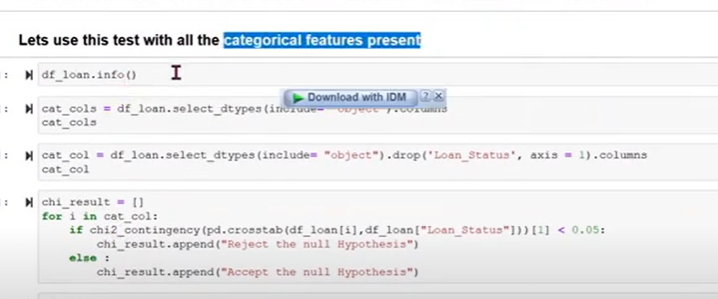 Lets use this test with all the categorical features present
]: df_loan.info()
Download with IDM ? X
]: cat_cols = df_loan.select_dtypes(include= "object").columns
cat_cols
]: cat_col = df_loan.select_dtypes(include= "object").drop('Loan_Status', axis = 1).columns
cat_col
]: chi_result = []
for i in cat_col:
    if chi2_contingency(pd.crosstab(df_loan[i],df_loan["Loan_Status"]))[1] < 0.05:
        chi_result.append("Reject the null Hypothesis")
    else :
        chi_result.append("Accept the null Hypothesis")